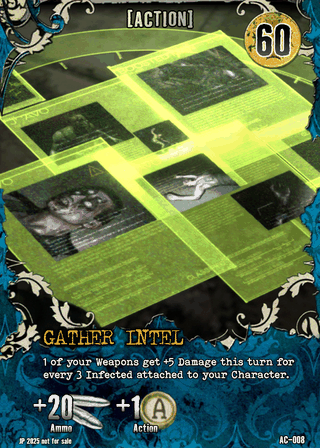 [ACTION]
60
GATHER INTEL
1 of your Weapons get +5 Damage this turn for
every 3 Infected attached to your Character.
+20 +1 A
Ammo Action
JP 2025 not for sale AC-008